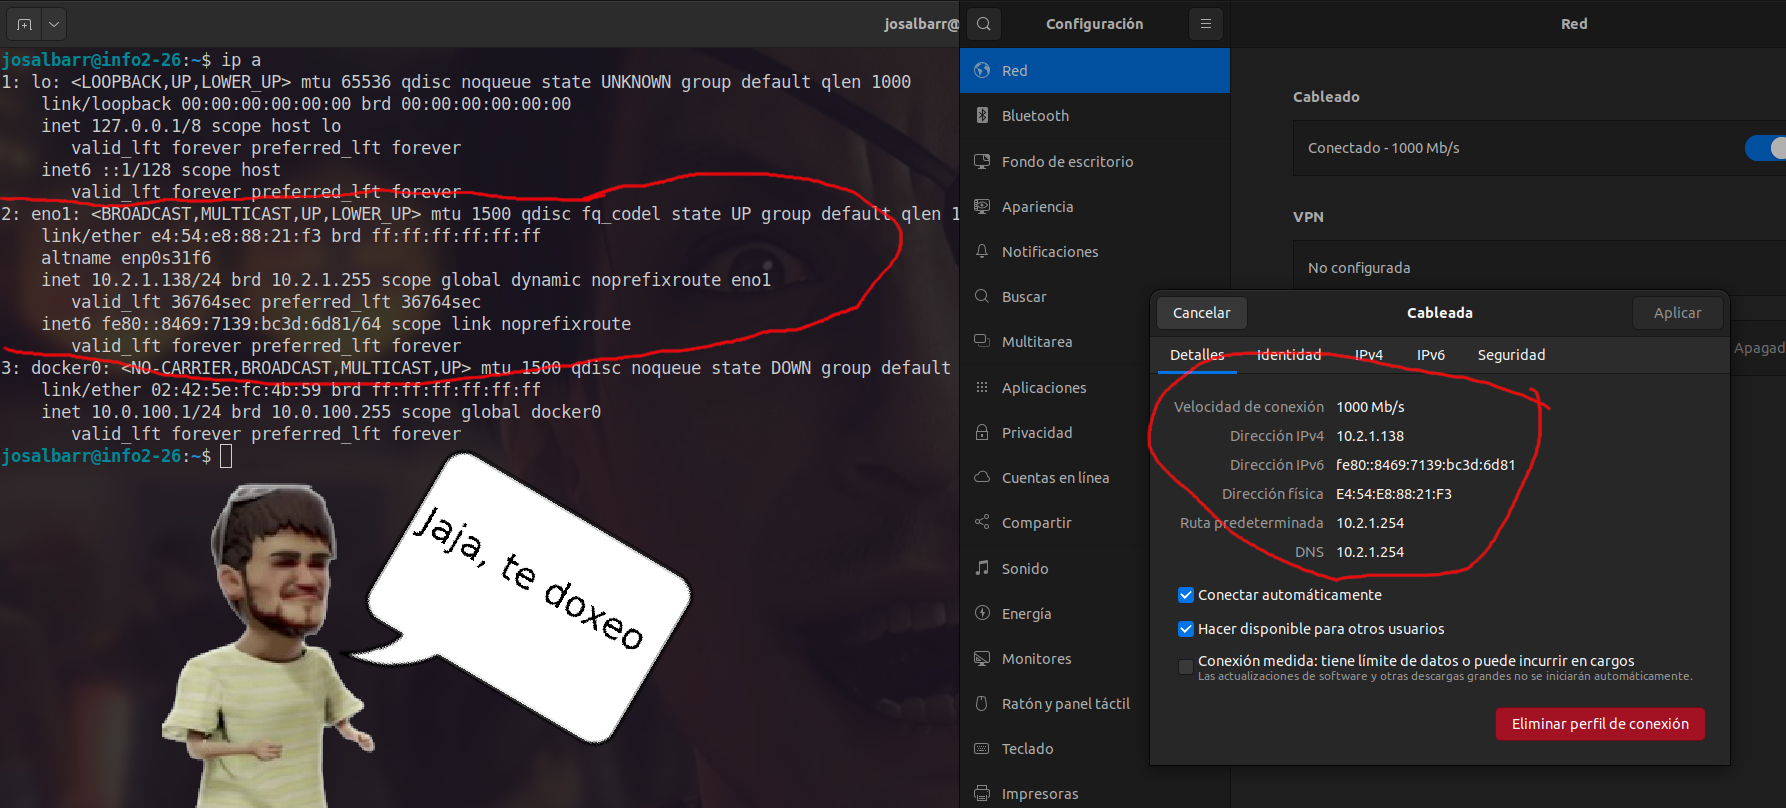 josalbarr@
josalbarr@info2-26:~$ ip a
1: lo: <LOOPBACK,UP,LOWER_UP> mtu 65536 qdisc noqueue state UNKNOWN group default qlen 1000
link/loopback 00:00:00:00:00:00 brd 00:00:00:00:00:00
inet 127.0.0.1/8 scope host lo
valid_lft forever preferred_lft forever
inet6 ::1/128 scope host
valid_lft forever preferred_lft forever
2: eno1: <BROADCAST,MULTICAST,UP,LOWER_UP> mtu 1500 qdisc fq_codel state UP group default qlen 1
link/ether e4:54:e8:88:21:f3 brd ff:ff:ff:ff:ff:ff
altname enp0s31f6
inet 10.2.1.138/24 brd 10.2.1.255 scope global dynamic noprefixroute eno1
valid_lft 36764sec preferred_lft 36764sec
inet6 fe80::8469:7139:bc3d:6d81/64 scope link noprefixroute
valid_lft forever preferred_lft forever
3: docker0: <NO-CARRIER,BROADCAST,MULTICAST,UP> mtu 1500 qdisc noqueue state DOWN group default
link/ether 02:42:5e:fc:4b:59 brd ff:ff:ff:ff:ff:ff
inet 10.0.100.1/24 brd 10.0.100.255 scope global docker0
valid_lft forever preferred_lft forever
josalbarr@info2-26:~$
Jaja, te doxeo
Configuración
Red
Bluetooth
Fondo de escritorio
Apariencia
Notificaciones
Buscar
Multitarea
Aplicaciones
Privacidad
Cuentas en línea
Compartir
Sonido
Energía
Monitores
Ratón y panel táctil
Teclado
Impresoras
Red
Cableado
Conectado - 1000 Mb/s
VPN
No configurada
Apagad
Cancelar
Cableada
Aplicar
Detalles Identidad IPv4 IPv6 Seguridad
Velocidad de conexión 1000 Mb/s
Dirección IPv4 10.2.1.138
Dirección IPv6 fe80::8469:7139:bc3d:6d81
Dirección física E4:54:E8:88:21:F3
Ruta predeterminada 10.2.1.254
DNS 10.2.1.254
Conectar automáticamente
Hacer disponible para otros usuarios
Conexión medida: tiene límite de datos o puede incurrir en cargos
Las actualizaciones de software y otras descargas grandes no se iniciarán automáticamente.
Eliminar perfil de conexión